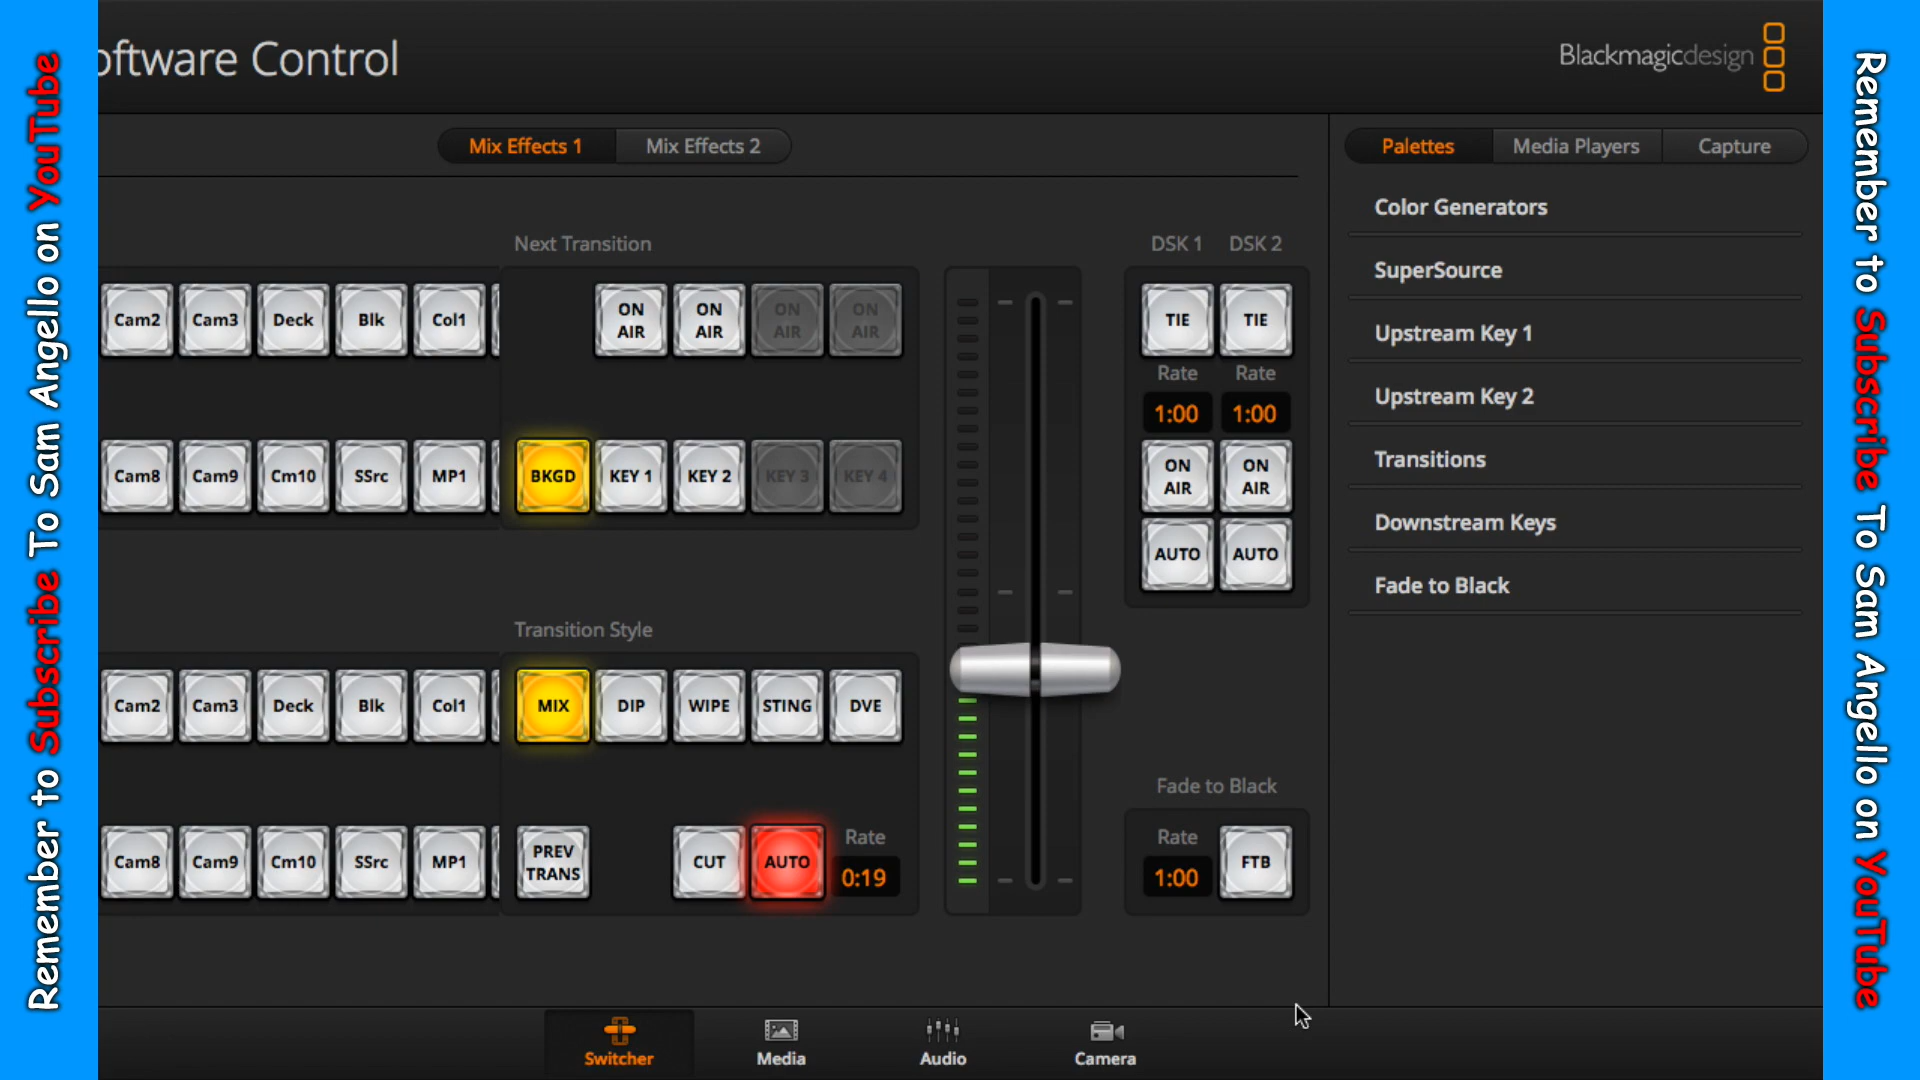 Remember to Subscribe To Sam Angello on YouTube
oftware Control
Blackmagicdesign
Mix Effects 1
Mix Effects 2
Palettes
Media Players
Capture
Color Generators
SuperSource
Upstream Key 1
Upstream Key 2
Transitions
Downstream Keys
Fade to Black
Next Transition
DSK 1
DSK 2
Cam2
Cam3
Deck
Blk
Col1
ON AIR
ON AIR
ON AIR
ON AIR
TIE
TIE
Rate
Rate
1:00
1:00
Cam8
Cam9
Cm10
SSrc
MP1
BKGD
KEY 1
KEY 2
KEY 3
KEY 4
ON AIR
ON AIR
AUTO
AUTO
Transition Style
Cam2
Cam3
Deck
Blk
Col1
MIX
DIP
WIPE
STING
DVE
Fade to Black
Cam8
Cam9
Cm10
SSrc
MP1
PREV TRANS
CUT
AUTO
Rate
0:19
Rate
1:00
FTB
Switcher
Media
Audio
Camera
Remember to Subscribe To Sam Angello on YouTube